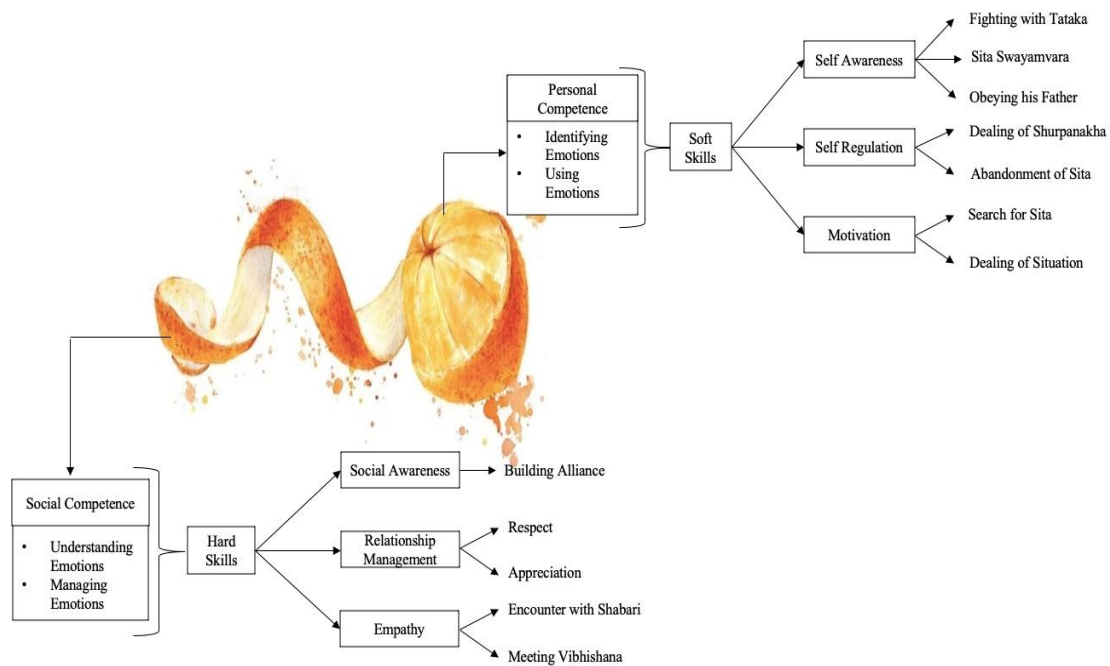 Personal
Competence
• Identifying
Emotions
• Using
Emotions
Soft
Skills
Self Awareness
Fighting with Tataka
Sita Swayamvara
Obeying his Father
Self Regulation
Dealing of Shurpanakha
Abandonment of Sita
Motivation
Search for Sita
Dealing of Situation
Social Competence
• Understanding
Emotions
• Managing
Emotions
Hard
Skills
Social Awareness
Building Alliance
Relationship
Management
Respect
Appreciation
Empathy
Encounter with Shabari
Meeting Vibhishana